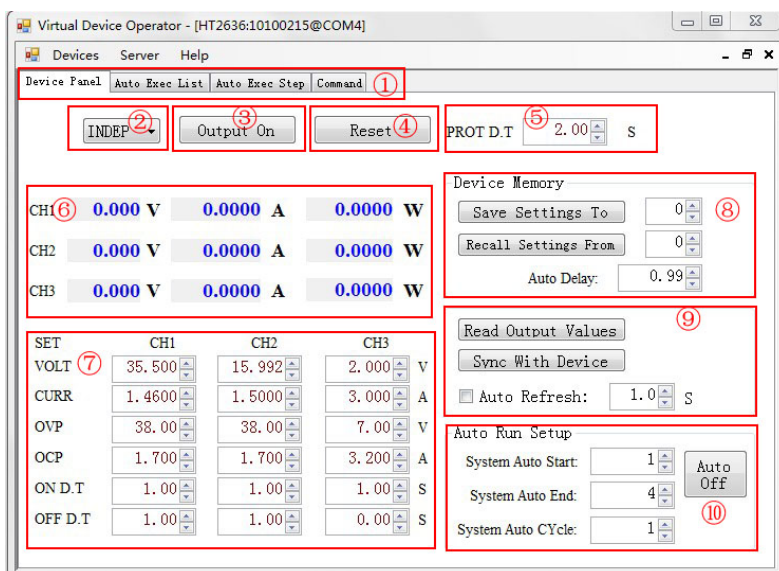 Virtual Device Operator - [HT2636:10100215@COM4]
Devices Server Help
Device Panel Auto Exec List Auto Exec Step Command ①
② INDEP ③ Output On Reset ④ PROT D.T ⑤ 2.00 S
⑥
CH1 0.000 V 0.0000 A 0.0000 W
CH2 0.000 V 0.0000 A 0.0000 W
CH3 0.000 V 0.0000 A 0.0000 W
Device Memory
Save Settings To 0 ⑧
Recall Settings From 0
Auto Delay: 0.99
SET CH1 CH2 CH3
VOLT ⑦ 35.500 15.992 2.000 V
CURR 1.4600 1.5000 3.000 A
OVP 38.00 38.00 7.00 V
OCP 1.700 1.700 3.200 A
ON D.T 1.00 1.00 1.00 S
OFF D.T 1.00 1.00 0.00 S
⑨
Read Output Values
Sync With Device
Auto Refresh: 1.0 S
Auto Run Setup
System Auto Start: 1
System Auto End: 4
System Auto CYcle: 1
Auto
Off
⑩